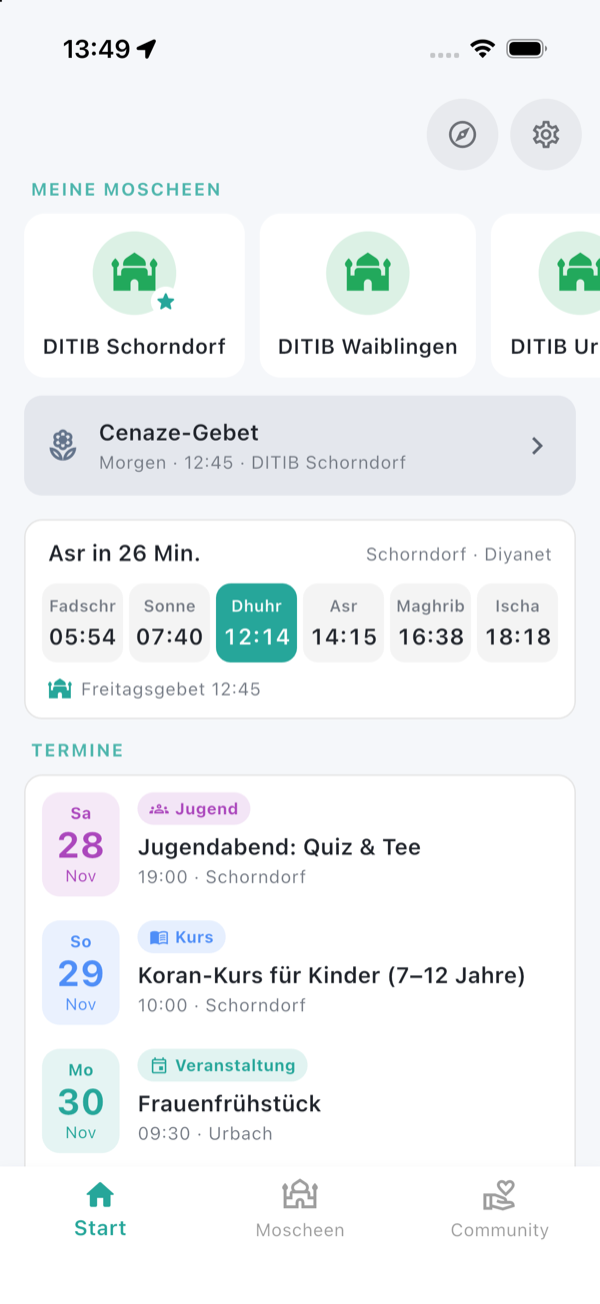 13:49
MEINE MOSCHEEN
DITIB Schorndorf
DITIB Waiblingen
DITIB Ur
Cenaze-Gebet
Morgen · 12:45 · DITIB Schorndorf
Asr in 26 Min.
Schorndorf · Diyanet
Fadschr Sonne Dhuhr Asr Maghrib Ischa
05:54 07:40 12:14 14:15 16:38 18:18
Freitagsgebet 12:45
TERMINE
Sa
28
Nov
Jugend
Jugendabend: Quiz & Tee
19:00 · Schorndorf
So
29
Nov
Kurs
Koran-Kurs für Kinder (7–12 Jahre)
10:00 · Schorndorf
Mo
30
Nov
Veranstaltung
Frauenfrühstück
09:30 · Urbach
Start
Moscheen
Community